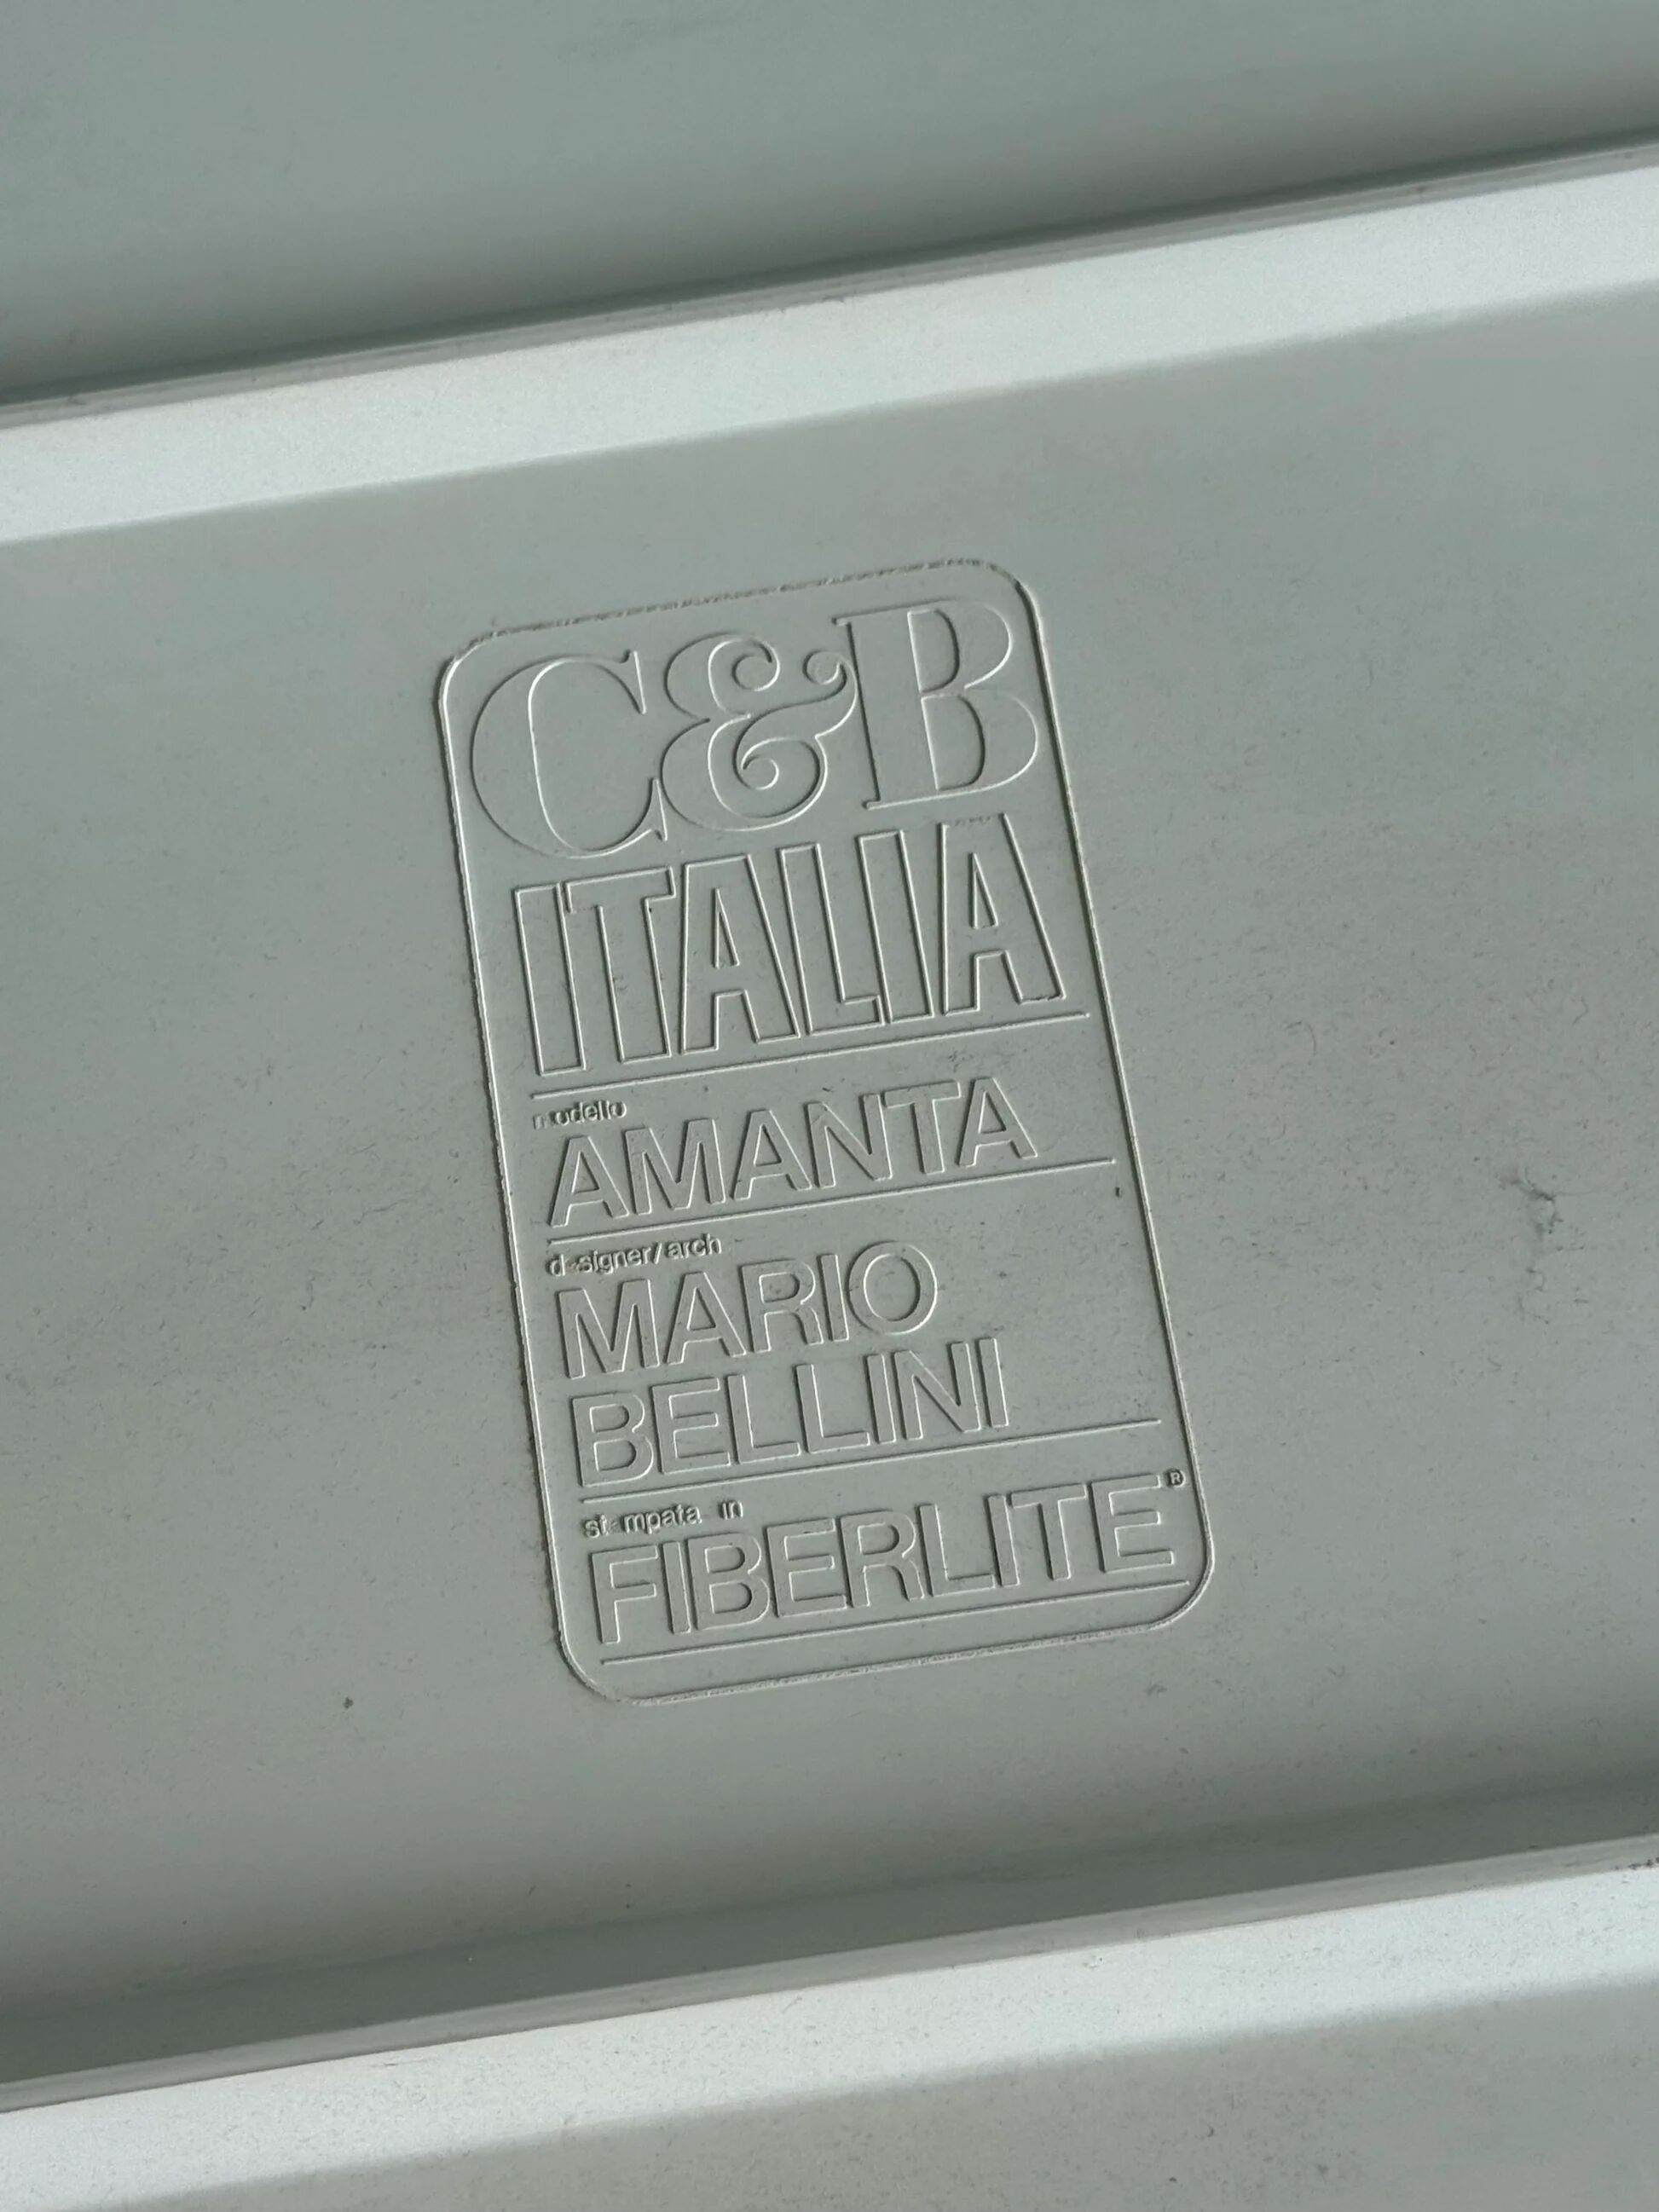 C&B
ITALIA
modello
AMANTA
designer/arch
MARIO
BELLINI
stampata in
FIBERLITE®